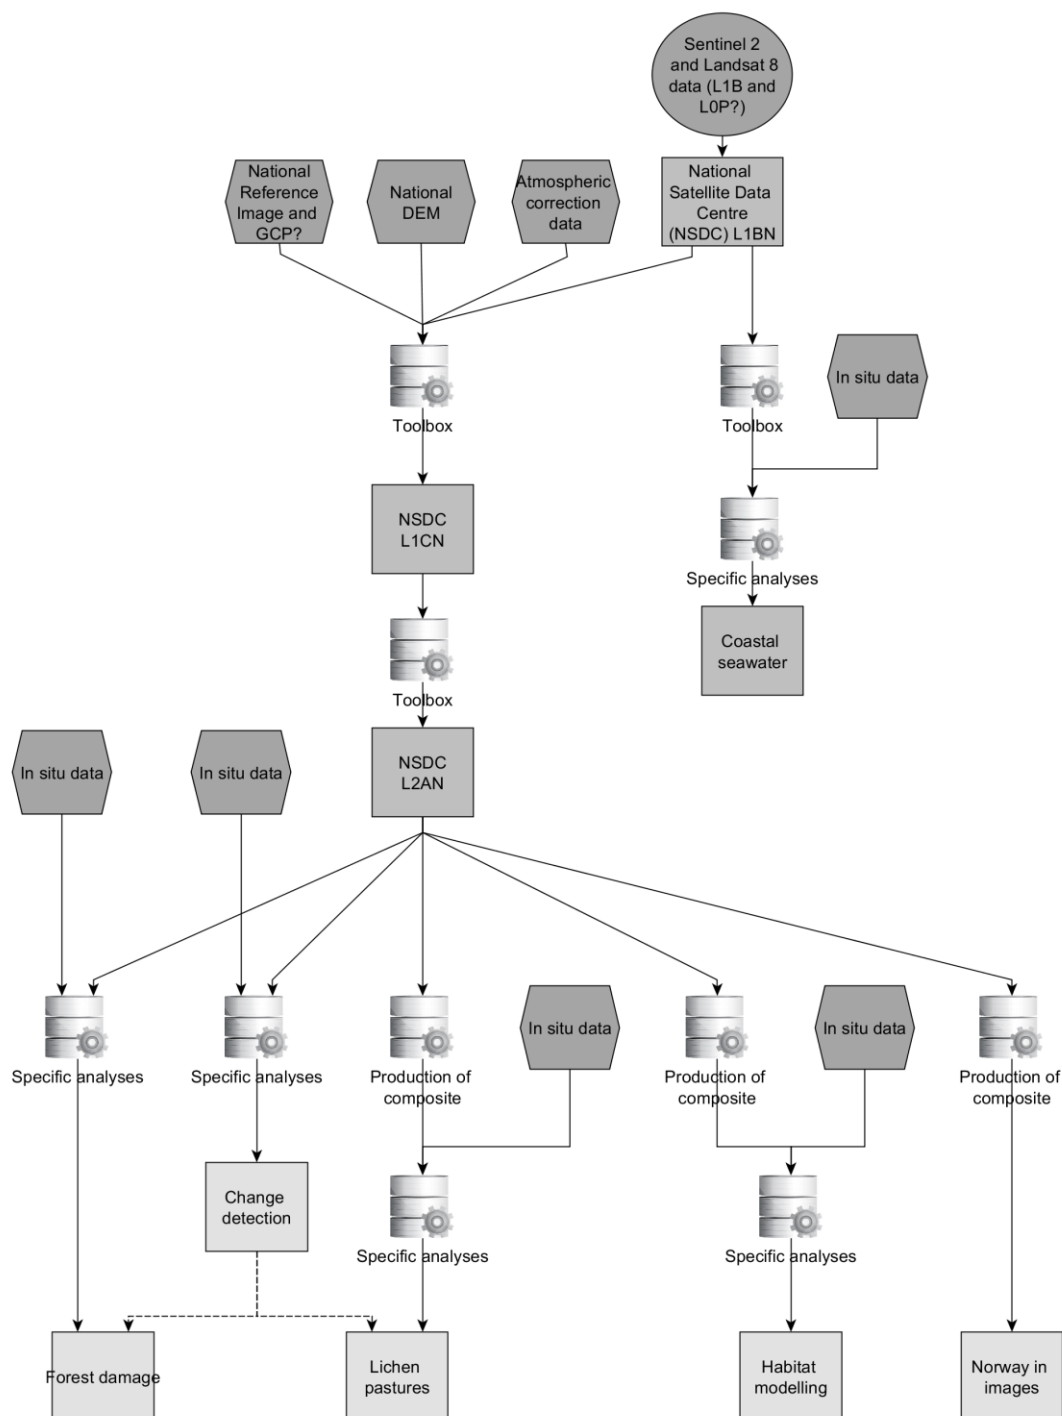 Sentinel 2
and Landsat 8
data (L1B and
L0P?)
National
Reference
Image and
GCP?
National
DEM
Atmospheric
correction
data
National
Satellite Data
Centre
(NSDC) L1BN
Toolbox
Toolbox
In situ data
NSDC
L1CN
Specific analyses
Coastal
seawater
Toolbox
NSDC
L2AN
In situ data
In situ data
Specific analyses
Specific analyses
Production of
composite
In situ data
Production of
composite
In situ data
Production of
composite
Change
detection
Specific analyses
Specific analyses
Forest damage
Lichen
pastures
Habitat
modelling
Norway in
images